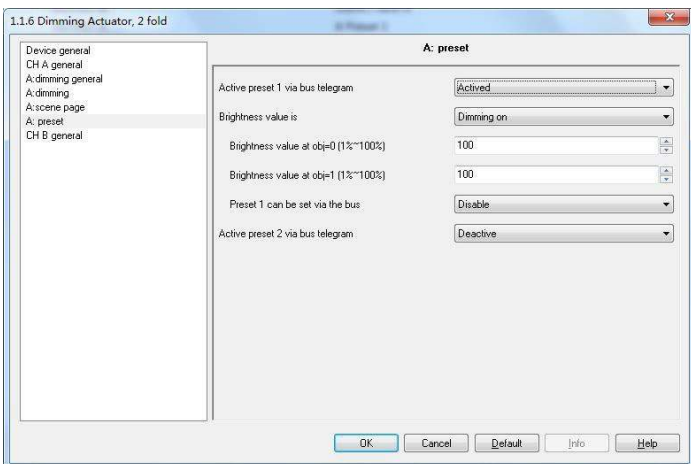 1.1.6 Dimming Actuator, 2 fold
Device general
CH A general
A:dimming general
A:dimming
A:scene page
A: preset
CH B general
A: preset
Active preset 1 via bus telegram Actived
Brightness value is Dimming on
Brightness value at obj=0 (1%~100%) 100
Brightness value at obj=1 (1%~100%) 100
Preset 1 can be set via the bus Disable
Active preset 2 via bus telegram Deactive
OK Cancel Default Info Help